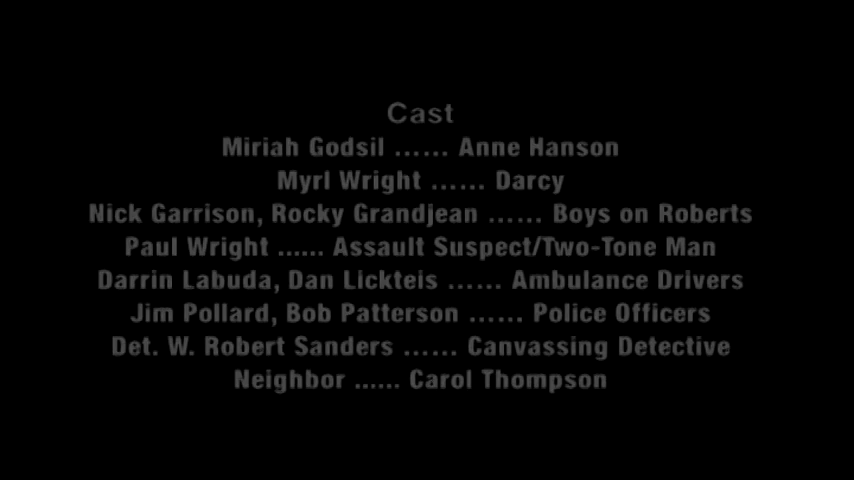 Cast
Miriah Godsil …… Anne Hanson
Myrl Wright …… Darcy
Nick Garrison, Rocky Grandjean …… Boys on Roberts
Paul Wright ...... Assault Suspect/Two-Tone Man
Darrin Labuda, Dan Lickteis …… Ambulance Drivers
Jim Pollard, Bob Patterson …… Police Officers
Det. W. Robert Sanders …… Canvassing Detective
Neighbor ...... Carol Thompson